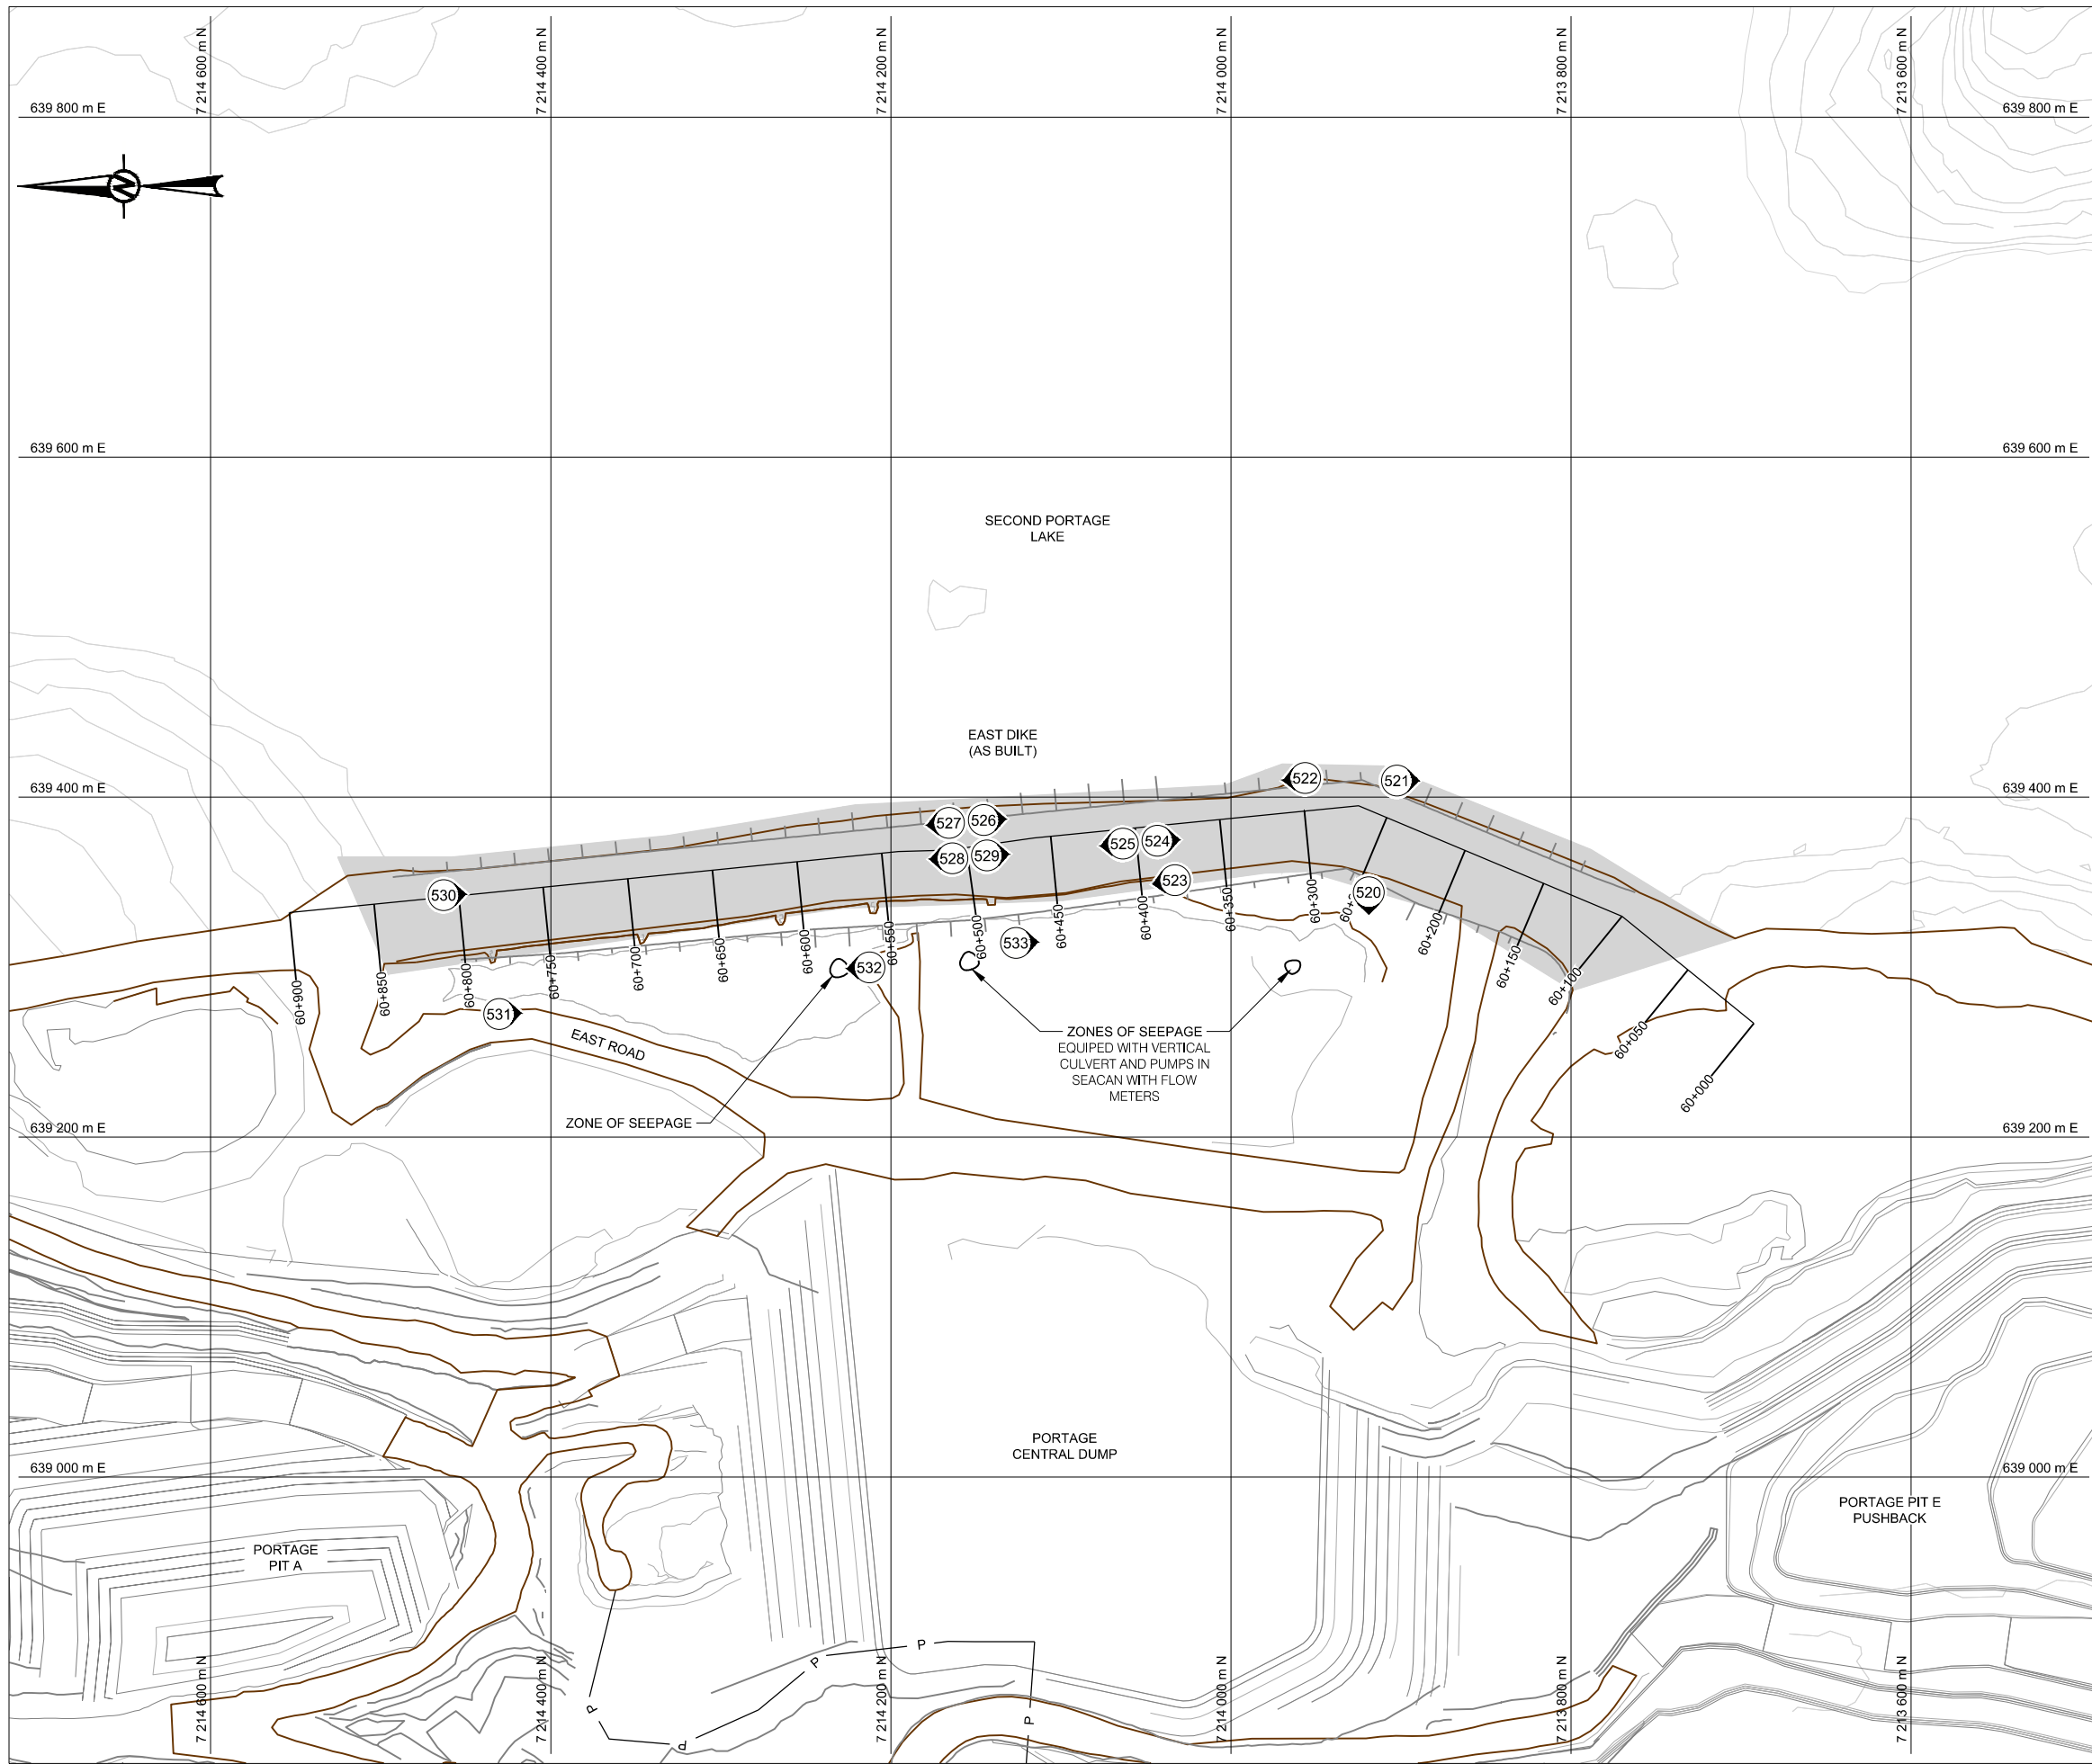 7 214 600 m N
7 214 400 m N
7 214 200 m N
7 214 000 m N
7 213 800 m N
7 213 600 m N
639 800 m E
639 800 m E
N
639 600 m E
639 600 m E
SECOND PORTAGE
LAKE
EAST DIKE
(AS BUILT)
639 400 m E
639 400 m E
522
521
527
526
525
524
528
529
523
530
520
533
532
531
60+900
60+850
60+800
60+750
60+700
60+650
60+600
60+550
60+500
60+450
60+400
60+350
60+300
60+200
60+150
60+100
60+050
60+000
EAST ROAD
ZONES OF SEEPAGE
EQUIPED WITH VERTICAL
CULVERT AND PUMPS IN
SEACAN WITH FLOW
METERS
ZONE OF SEEPAGE
639 200 m E
639 200 m E
PORTAGE
CENTRAL DUMP
639 000 m E
639 000 m E
PORTAGE PIT E
PUSHBACK
PORTAGE
PIT A
P
P
P
P
P
7 214 600 m N
7 214 400 m N
7 214 200 m N
7 214 000 m N
7 213 800 m N
7 213 600 m N